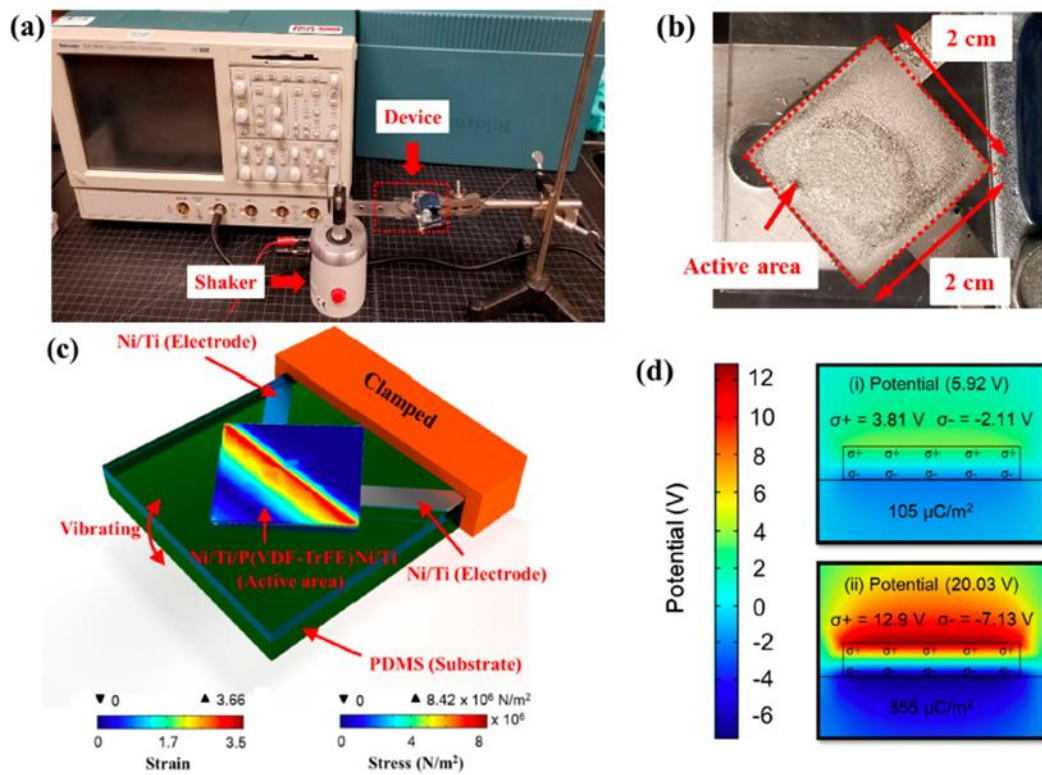 (a)
Tektronix
Device
Shaker
(b)
2 cm
Active area
2 cm
(c)
Ni/Ti (Electrode)
Clamped
Vibrating
Ni/Ti/P(VDF-TrFE)Ni/Ti
(Active area)
Ni/Ti (Electrode)
PDMS (Substrate)
▼ 0 ▲ 3.66
0 1.7 3.5
Strain
▼ 0 ▲ 8.42 x 10⁶ N/m²
x 10⁶
0 4 8
Stress (N/m²)
(d)
Potential (V)
12
10
8
6
4
2
0
-2
-4
-6
(i) Potential (5.92 V)
σ+ = 3.81 V σ- = -2.11 V
σ+ σ+ σ+ σ+ σ+
σ- σ- σ- σ- σ-
105 μC/m²
(ii) Potential (20.03 V)
σ+ = 12.9 V σ- = -7.13 V
σ+ σ+ σ+ σ+ σ+
σ- σ- σ- σ- σ-
355 μC/m²